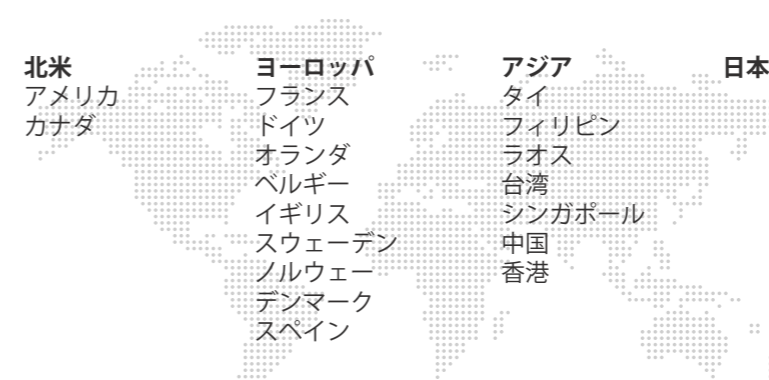 北米
アメリカ
カナダ
ヨーロッパ
フランス
ドイツ
オランダ
ベルギー
イギリス
スウェーデン
ノルウェー
デンマーク
スペイン
アジア
タイ
フィリピン
ラオス
台湾
シンガポール
中国
香港
日本